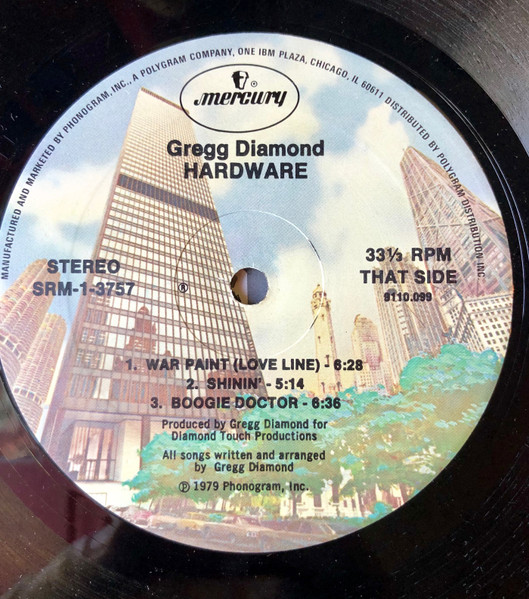 MANUFACTURED AND MARKETED BY PHONOGRAM, INC., A POLYGRAM COMPANY, ONE IBM PLAZA, CHICAGO, IL 60611 DISTRIBUTED BY POLYGRAM DISTRIBUTION INC.
®
mercury
Gregg Diamond
HARDWARE
STEREO
SRM-1-3757
®
33⅓ RPM
THAT SIDE
9110.099
1. WAR PAINT (LOVE LINE) - 6:28
2. SHININ' - 5:14
3. BOOGIE DOCTOR - 6:36
Produced by Gregg Diamond for
Diamond Touch Productions
All songs written and arranged
by Gregg Diamond
℗ 1979 Phonogram, Inc.